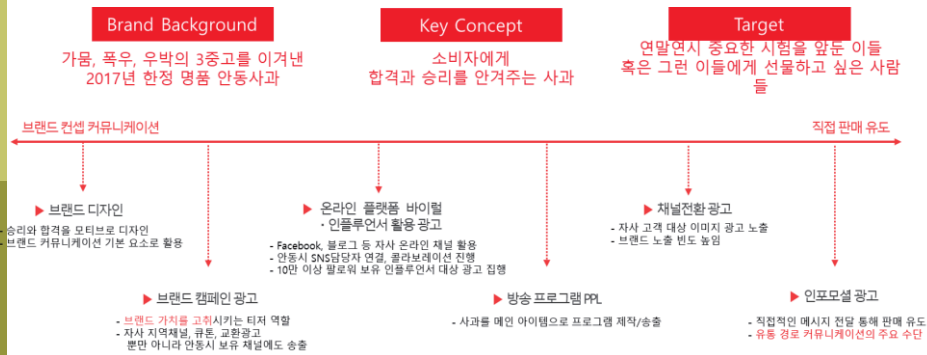 Brand Background
가뭄, 폭우, 우박의 3중고를 이겨낸
2017년 한정 명품 안동사과
Key Concept
소비자에게
합격과 승리를 안겨주는 사과
Target
연말연시 중요한 시험을 앞둔 이들
혹은 그런 이들에게 선물하고 싶은 사람
들
브랜드 컨셉 커뮤니케이션
직접 판매 유도
▶ 브랜드 디자인
- 승리와 합격을 모티브로 디자인
- 브랜드 커뮤니케이션 기본 요소로 활용
▶ 온라인 플랫폼 바이럴
· 인플루언서 활용 광고
- Facebook, 블로그 등 자사 온라인 채널 활용
- 안동시 SNS담당자 연결, 콜라보레이션 진행
- 10만 이상 팔로워 보유 인플루언서 대상 광고 집행
▶ 채널전환 광고
- 자사 고객 대상 이미지 광고 노출
- 브랜드 노출 빈도 높임
▶ 브랜드 캠페인 광고
- 브랜드 가치를 고취시키는 티저 역할
- 자사 지역채널, 큐톤, 교환광고
뿐만 아니라 안동시 보유 채널에도 송출
▶ 방송 프로그램 PPL
- 사과를 메인 아이템으로 프로그램 제작/송출
▶ 인포모셜 광고
- 직접적인 메시지 전달 통해 판매 유도
- 유통 경로 커뮤니케이션의 주요 수단